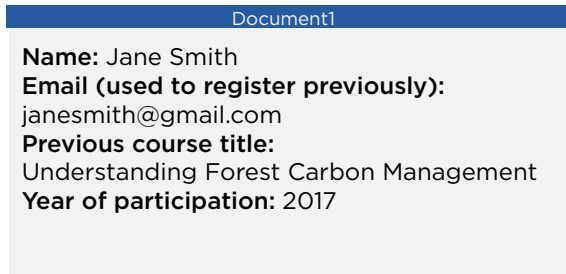 Document1
Name: Jane Smith
Email (used to register previously):
janesmith@gmail.com
Previous course title:
Understanding Forest Carbon Management
Year of participation: 2017